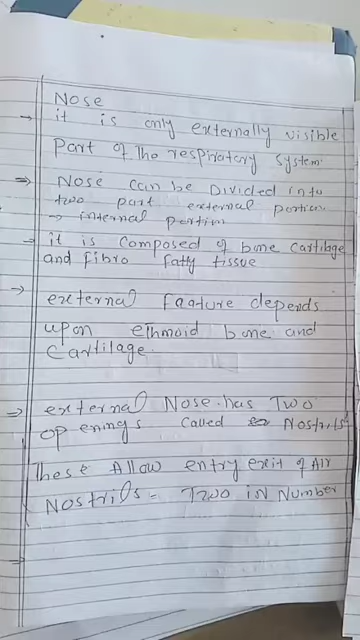 Nose
→ it is only externally visible
Part of the respiratory system.
⇒ Nose can be Divided into
two part external portion
→ internal portion
→ it is composed of bone cartilage
and fibro fatty tissue
→ external feature depends
upon ethmoid bone and
Cartilage.
⇒ external Nose has Two
openings called Nostrils
These Allow entry exit of Air
Nostrils = Two in Number
→